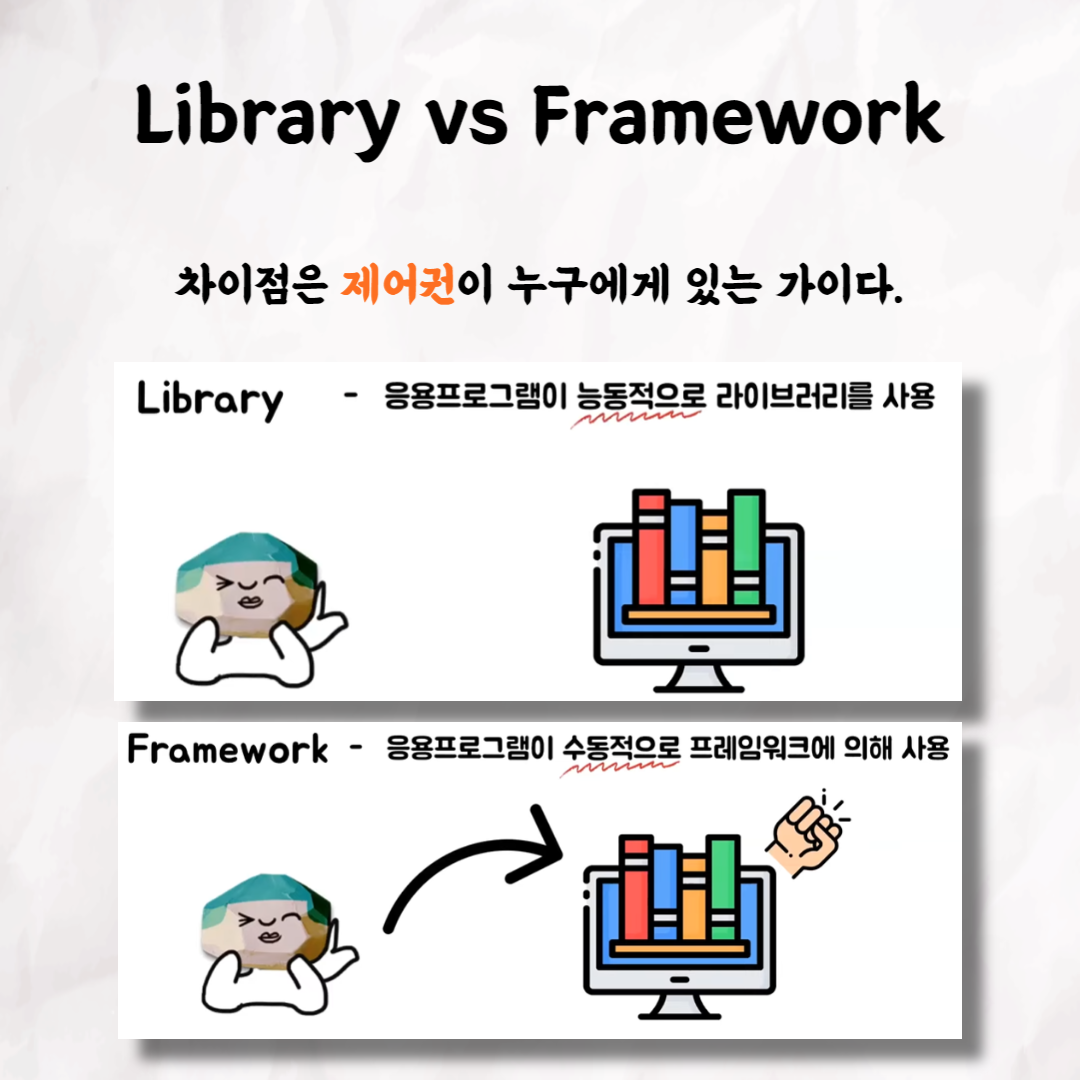 Library vs Framework
차이점은 제어권이 누구에게 있는 가이다.
Library - 응용프로그램이 능동적으로 라이브러리를 사용
Framework - 응용프로그램이 수동적으로 프레임워크에 의해 사용